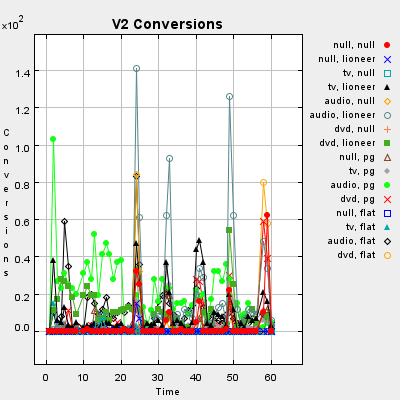 V2 Conversions
x10^2
1.4
1.2
1.0
0.8
0.6
0.4
0.2
0.0
Conversions
0 10 20 30 40 50 60
Time
null, null
null, lioneer
tv, null
tv, lioneer
audio, null
audio, lioneer
dvd, null
dvd, lioneer
null, pg
tv, pg
audio, pg
dvd, pg
null, flat
tv, flat
audio, flat
dvd, flat